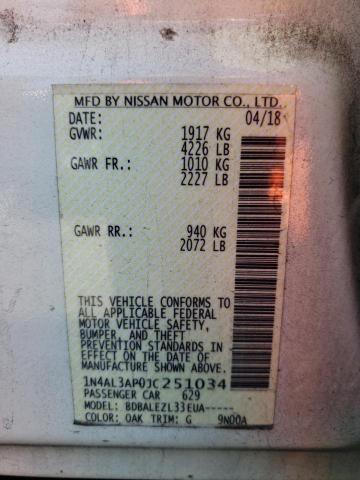 MFD BY NISSAN MOTOR CO., LTD.
DATE: 04/18
GVWR: 1917 KG
4226 LB
GAWR FR.: 1010 KG
2227 LB
GAWR RR.: 940 KG
2072 LB
THIS VEHICLE CONFORMS TO
ALL APPLICABLE FEDERAL
MOTOR VEHICLE SAFETY,
BUMPER, AND THEFT
PREVENTION STANDARDS IN
EFFECT ON THE DATE OF
MANUFACTURE SHOWN ABOVE.
1N4AL3AP0JC251034
PASSENGER CAR 629
MODEL: BDBALEZL33EUA-----
COLOR: OAK TRIM: G 9N00A